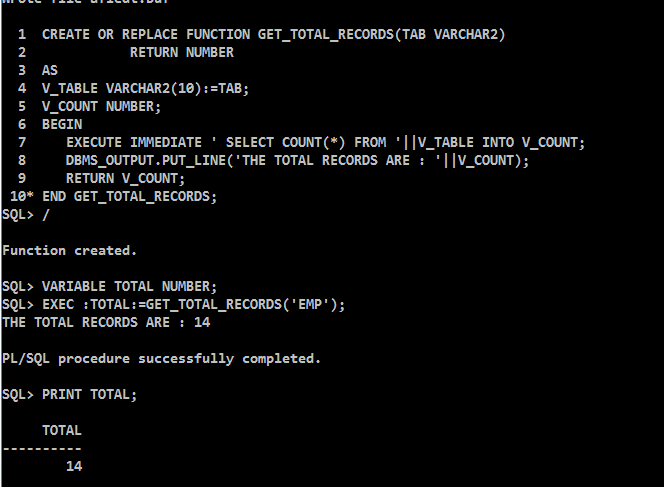 Wrote file afiedt.buf
1 CREATE OR REPLACE FUNCTION GET_TOTAL_RECORDS(TAB VARCHAR2)
2 RETURN NUMBER
3 AS
4 V_TABLE VARCHAR2(10):=TAB;
5 V_COUNT NUMBER;
6 BEGIN
7 EXECUTE IMMEDIATE ' SELECT COUNT(*) FROM '||V_TABLE INTO V_COUNT;
8 DBMS_OUTPUT.PUT_LINE('THE TOTAL RECORDS ARE : '||V_COUNT);
9 RETURN V_COUNT;
10* END GET_TOTAL_RECORDS;
SQL> /
Function created.
SQL> VARIABLE TOTAL NUMBER;
SQL> EXEC :TOTAL:=GET_TOTAL_RECORDS('EMP');
THE TOTAL RECORDS ARE : 14
PL/SQL procedure successfully completed.
SQL> PRINT TOTAL;
TOTAL
----------
14